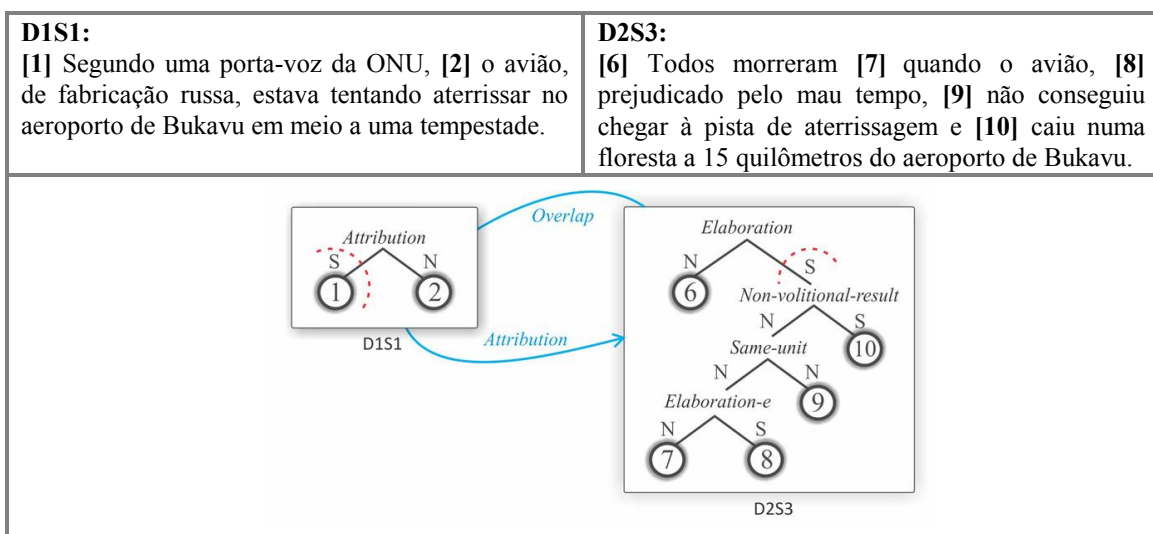 D1S1:
[1] Segundo uma porta-voz da ONU, [2] o avião,
de fabricação russa, estava tentando aterrissar no
aeroporto de Bukavu em meio a uma tempestade.
D2S3:
[6] Todos morreram [7] quando o avião, [8]
prejudicado pelo mau tempo, [9] não conseguiu
chegar à pista de aterrissagem e [10] caiu numa
floresta a 15 quilômetros do aeroporto de Bukavu.
Overlap
Attribution
S N
1 2
D1S1
Attribution
Elaboration
N S
6
Non-volitional-result
N S
10
Same-unit
N N
9
Elaboration-e
N S
7 8
D2S3